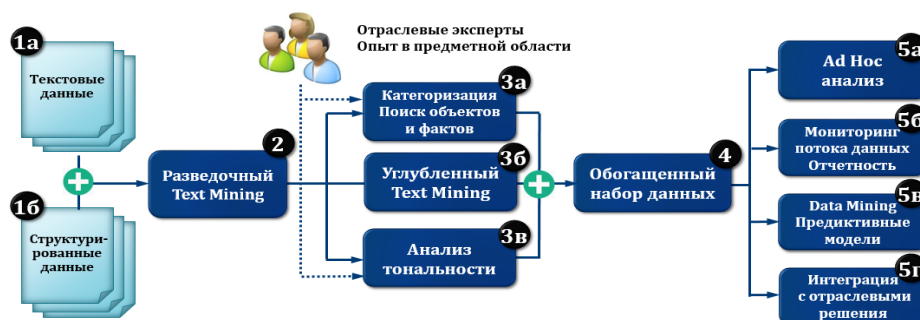 1а
Текстовые
данные
1б
Структури-
рованные
данные
2
Разведочный
Text Mining
Отраслевые эксперты
Опыт в предметной области
3а
Категоризация
Поиск объектов
и фактов
3б
Углубленный
Text Mining
3в
Анализ
тональности
4
Обогащенный
набор данных
5а
Ad Hoc
анализ
5б
Мониторинг
потока данных
Отчетность
5в
Data Mining
Предиктивные
модели
5г
Интеграция
с отраслевыми
решения